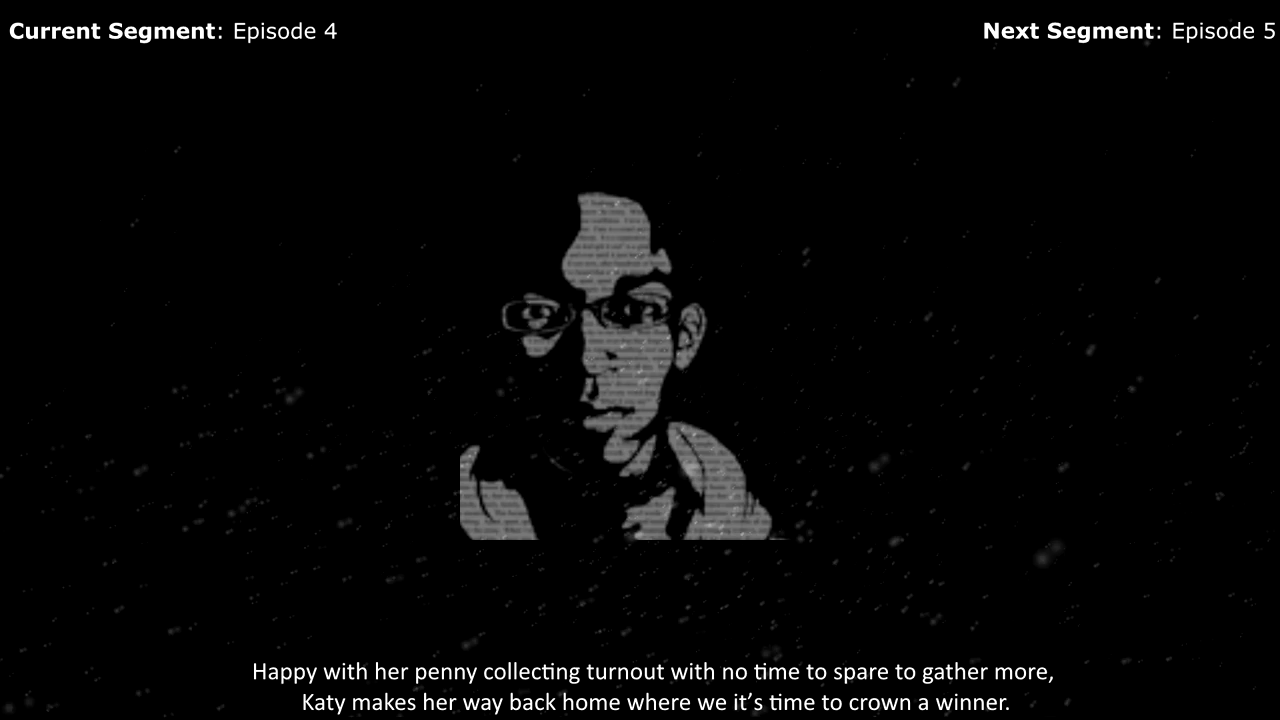 Current Segment: Episode 4
Next Segment: Episode 5
Happy with her penny collecting turnout with no time to spare to gather more,
Katy makes her way back home where we it’s time to crown a winner.